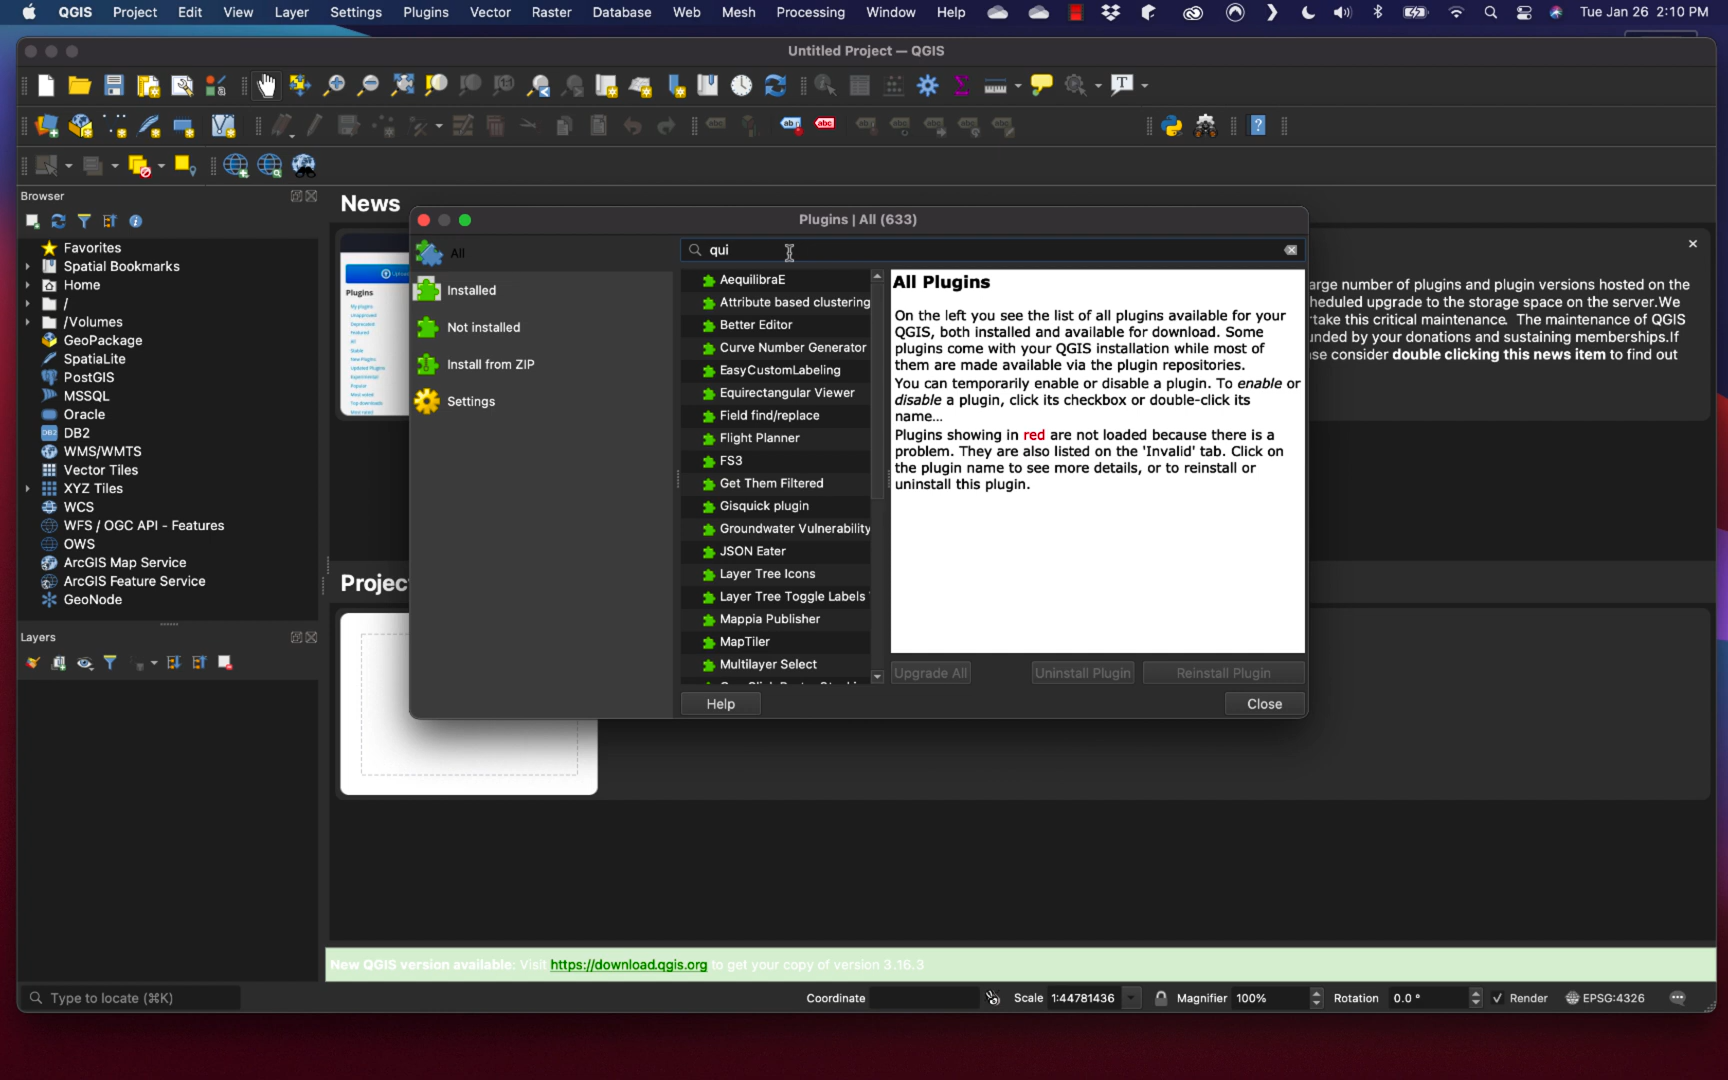 QGIS Project Edit View Layer Settings Plugins Vector Raster Database Web Mesh Processing Window Help Tue Jan 26 2:10 PM
Untitled Project — QGIS
Browser
Favorites
Spatial Bookmarks
Home
/
/Volumes
GeoPackage
SpatiaLite
PostGIS
MSSQL
Oracle
DB2
WMS/WMTS
Vector Tiles
XYZ Tiles
WCS
WFS / OGC API - Features
OWS
ArcGIS Map Service
ArcGIS Feature Service
GeoNode
Layers
News
Plugins
Plugins | All (633)
All
Installed
Not installed
Install from ZIP
Settings
qui
AequilibraE
Attribute based clustering
Better Editor
Curve Number Generator
EasyCustomLabeling
Equirectangular Viewer
Field find/replace
Flight Planner
FS3
Get Them Filtered
Gisquick plugin
Groundwater Vulnerability
JSON Eater
Layer Tree Icons
Layer Tree Toggle Labels
Mappia Publisher
MapTiler
Multilayer Select
All Plugins
On the left you see the list of all plugins available for your
QGIS, both installed and available for download. Some
plugins come with your QGIS installation while most of
them are made available via the plugin repositories.
You can temporarily enable or disable a plugin. To enable or
disable a plugin, click its checkbox or double-click its
name...
Plugins showing in red are not loaded because there is a
problem. They are also listed on the 'Invalid' tab. Click on
the plugin name to see more details, or to reinstall or
uninstall this plugin.
Upgrade All Uninstall Plugin Reinstall Plugin
Help Close
arge number of plugins and plugin versions hosted on the
heduled upgrade to the storage space on the server.We
take this critical maintenance. The maintenance of QGIS
unded by your donations and sustaining memberships.If
se consider double clicking this news item to find out
Projec
New QGIS version available: Visit https://download.qgis.org to get your copy of version 3.16.3
Type to locate (⌘K) Coordinate Scale 1:44781436 Magnifier 100% Rotation 0.0 ° Render EPSG:4326